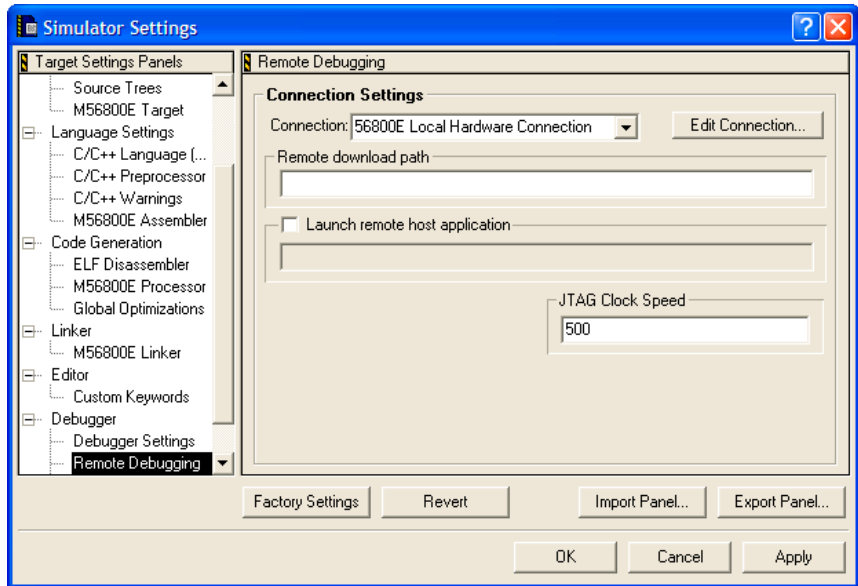 Simulator Settings
Target Settings Panels
Source Trees
M56800E Target
Language Settings
C/C++ Language (...
C/C++ Preprocessor
C/C++ Warnings
M56800E Assembler
Code Generation
ELF Disassembler
M56800E Processor
Global Optimizations
Linker
M56800E Linker
Editor
Custom Keywords
Debugger
Debugger Settings
Remote Debugging
Remote Debugging
Connection Settings
Connection: 56800E Local Hardware Connection Edit Connection...
Remote download path
Launch remote host application
JTAG Clock Speed
500
Factory Settings Revert Import Panel... Export Panel...
OK Cancel Apply